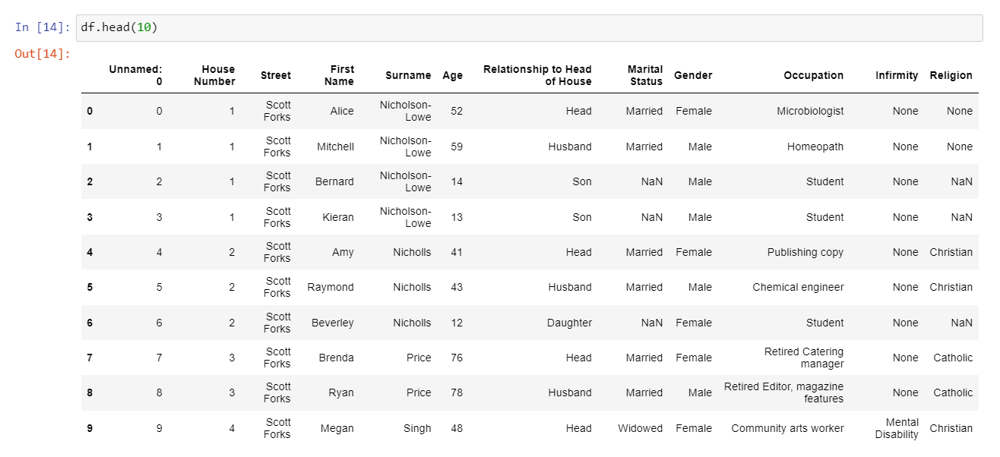 In [14]: df.head(10)
Out[14]:
Unnamed: 0 House Number Street First Name Surname Age Relationship to Head of House Marital Status Gender Occupation Infirmity Religion
0 0 1 Scott Forks Alice Nicholson-Lowe 52 Head Married Female Microbiologist None None
1 1 1 Scott Forks Mitchell Nicholson-Lowe 59 Husband Married Male Homeopath None None
2 2 1 Scott Forks Bernard Nicholson-Lowe 14 Son NaN Male Student None NaN
3 3 1 Scott Forks Kieran Nicholson-Lowe 13 Son NaN Male Student None NaN
4 4 2 Scott Forks Amy Nicholls 41 Head Married Female Publishing copy None Christian
5 5 2 Scott Forks Raymond Nicholls 43 Husband Married Male Chemical engineer None Christian
6 6 2 Scott Forks Beverley Nicholls 12 Daughter NaN Female Student None NaN
7 7 3 Scott Forks Brenda Price 76 Head Married Female Retired Catering manager None Catholic
8 8 3 Scott Forks Ryan Price 78 Husband Married Male Retired Editor, magazine features None Catholic
9 9 4 Scott Forks Megan Singh 48 Head Widowed Female Community arts worker Mental Disability Christian